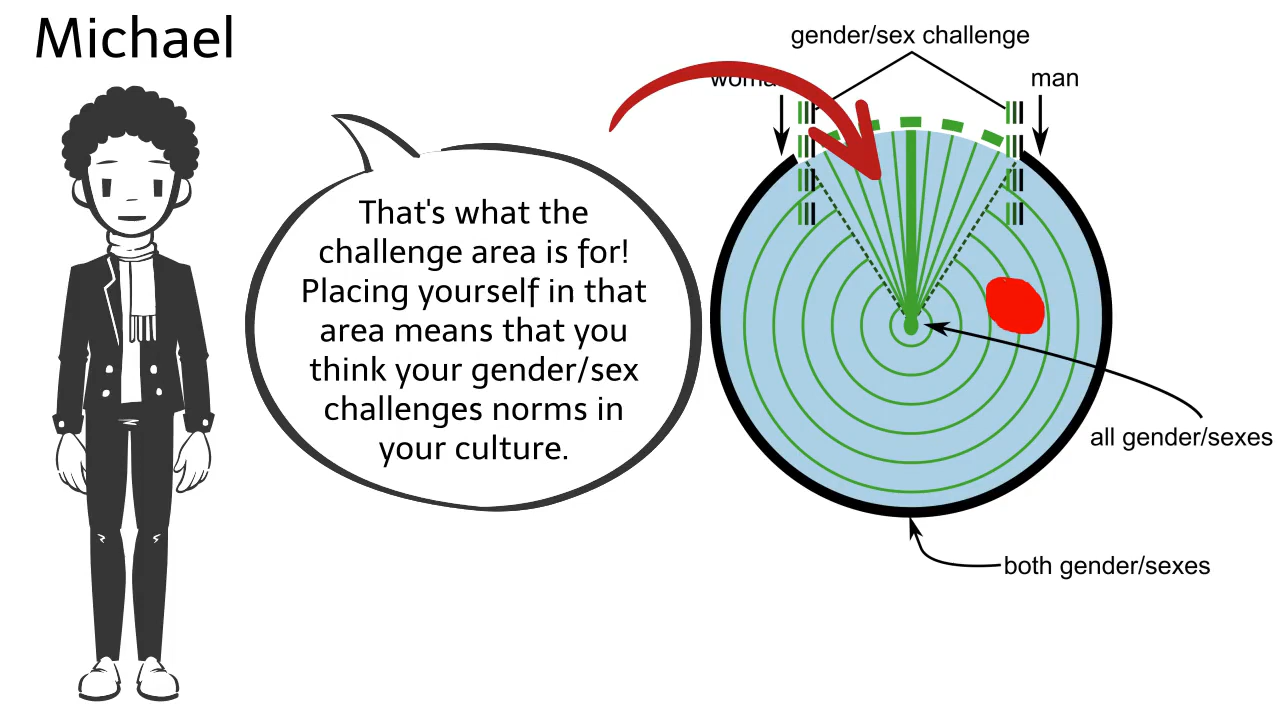 Michael
gender/sex challenge
man
That's what the
challenge area is for!
Placing yourself in that
area means that you
think your gender/sex
challenges norms in
your culture.
all gender/sexes
both gender/sexes